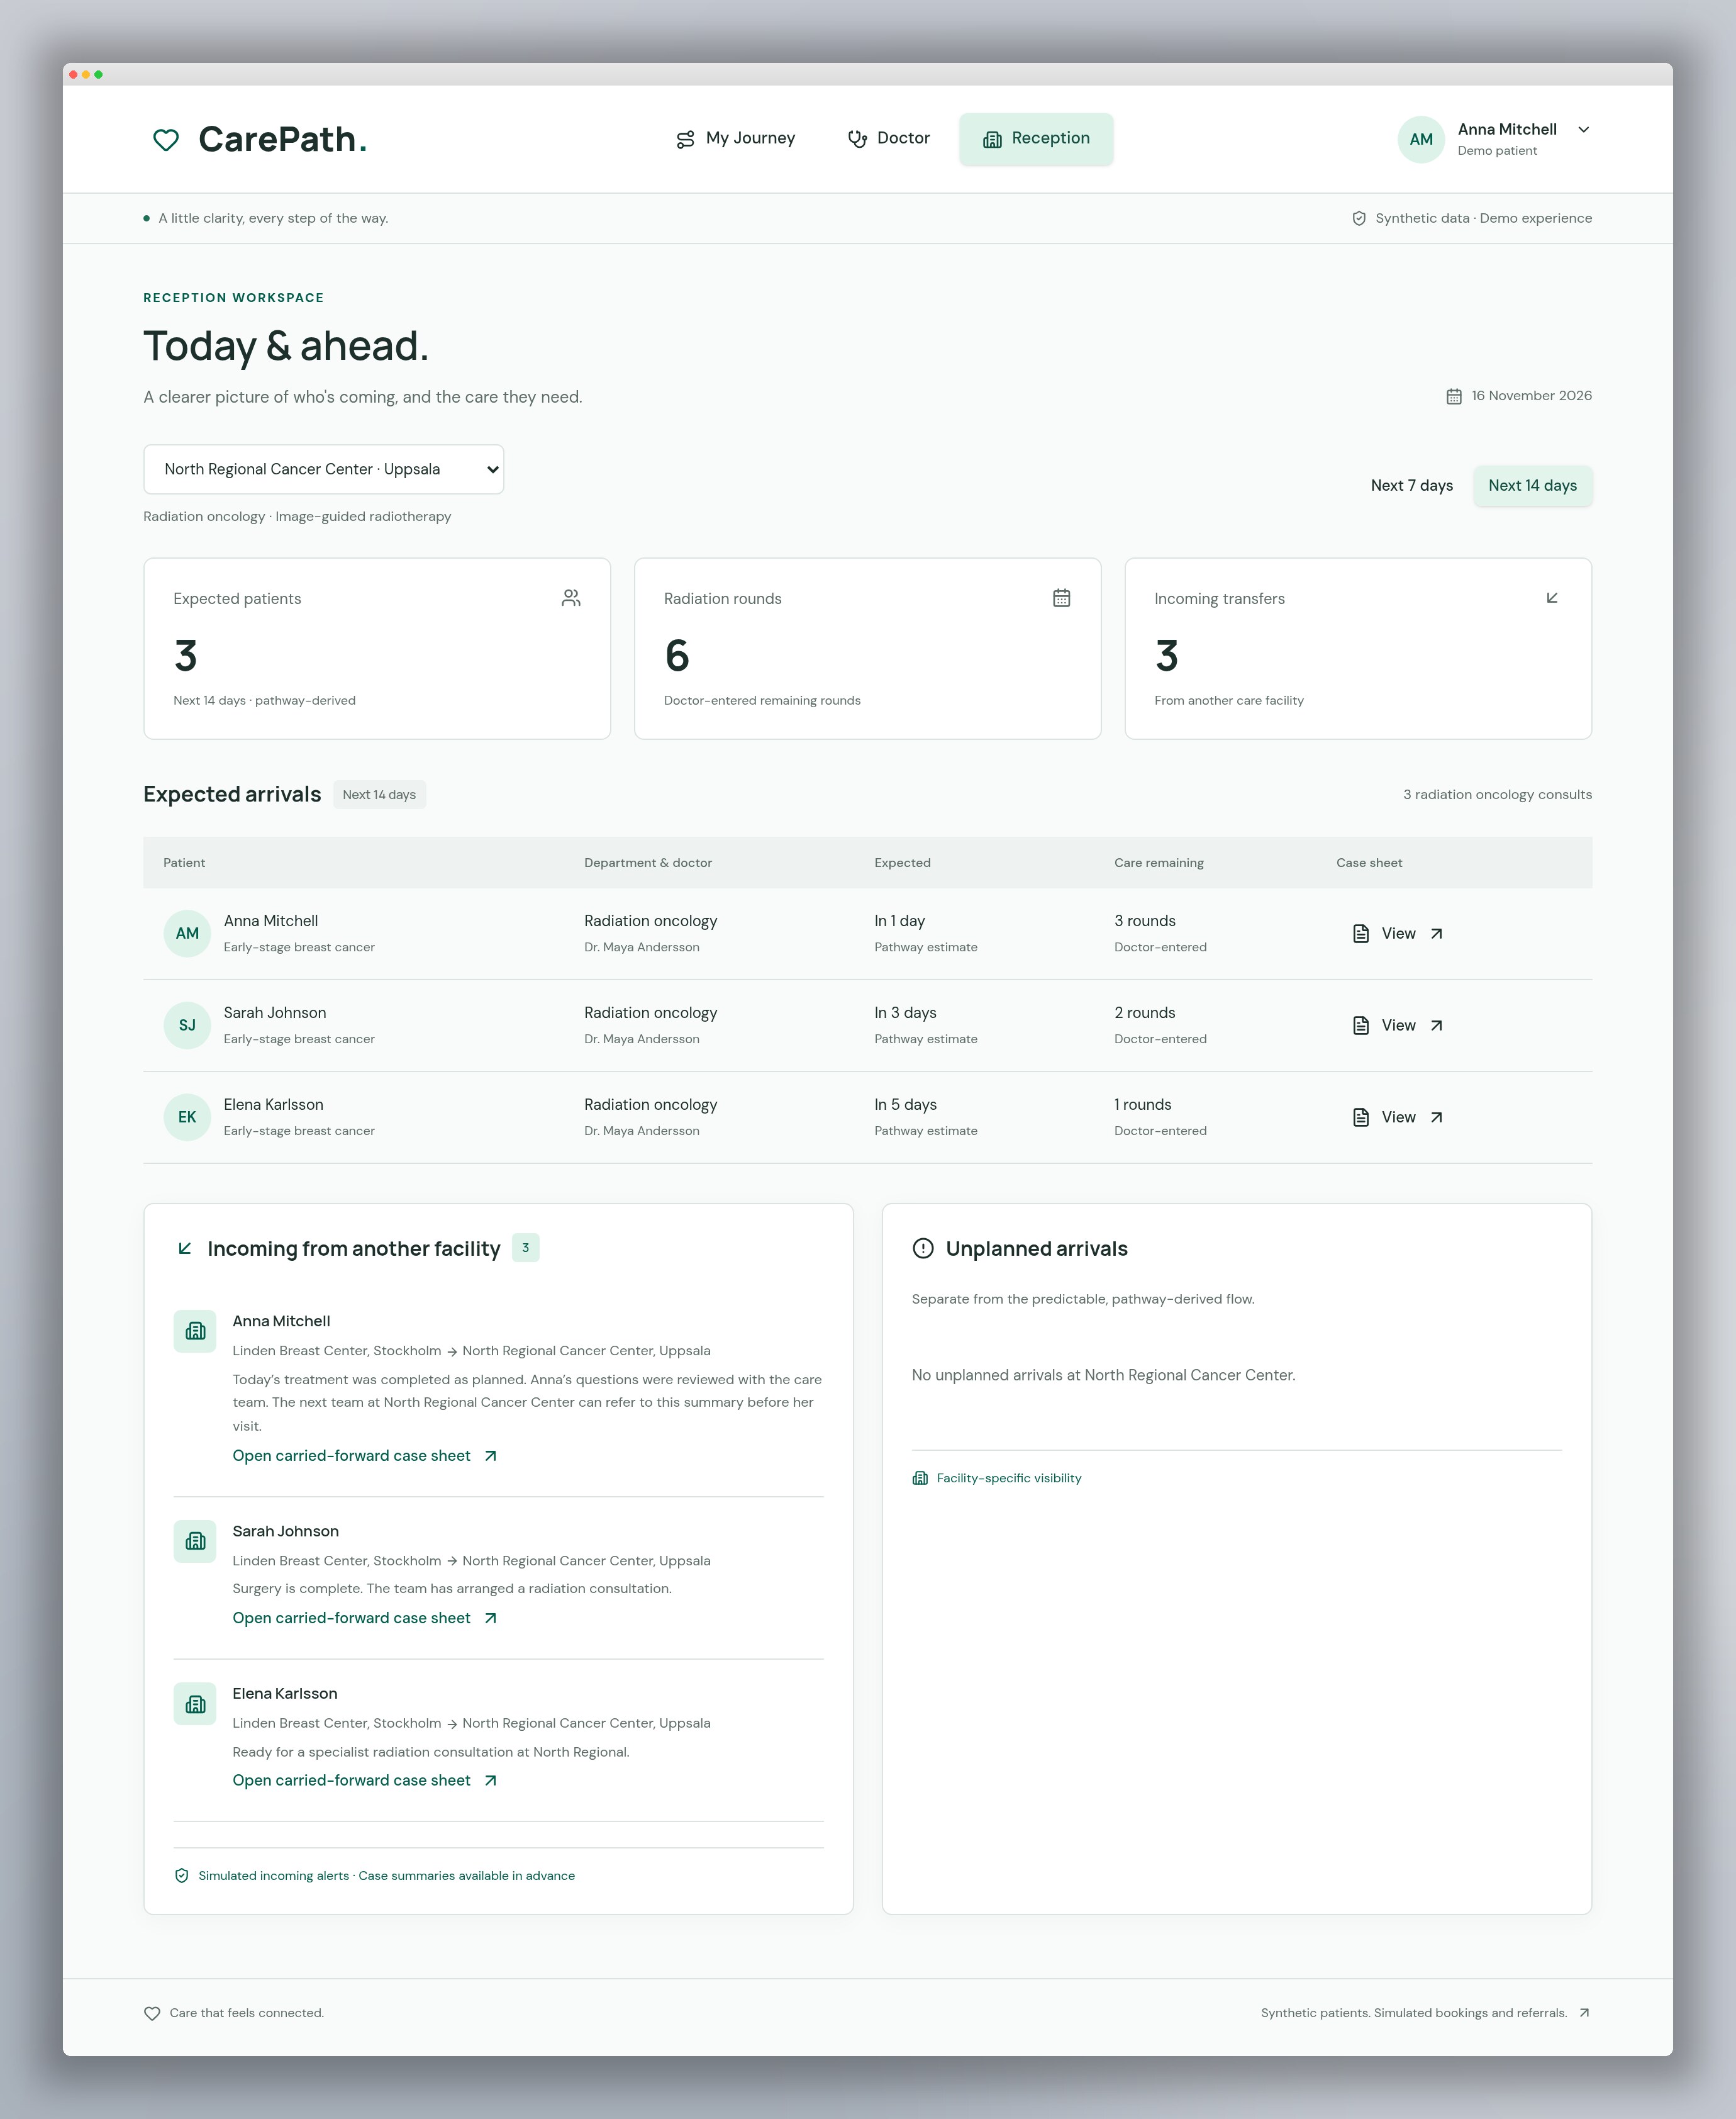 CarePath.
My Journey
Doctor
Reception
AM
Anna Mitchell
Demo patient
A little clarity, every step of the way.
Synthetic data · Demo experience
RECEPTION WORKSPACE
Today & ahead.
A clearer picture of who's coming, and the care they need.
16 November 2026
North Regional Cancer Center · Uppsala
Radiation oncology · Image-guided radiotherapy
Next 7 days
Next 14 days
Expected patients
3
Next 14 days · pathway-derived
Radiation rounds
6
Doctor-entered remaining rounds
Incoming transfers
3
From another care facility
Expected arrivals
Next 14 days
3 radiation oncology consults
Patient
Department & doctor
Expected
Care remaining
Case sheet
AM
Anna Mitchell
Early-stage breast cancer
Radiation oncology
Dr. Maya Andersson
In 1 day
Pathway estimate
3 rounds
Doctor-entered
View
SJ
Sarah Johnson
Early-stage breast cancer
Radiation oncology
Dr. Maya Andersson
In 3 days
Pathway estimate
2 rounds
Doctor-entered
View
EK
Elena Karlsson
Early-stage breast cancer
Radiation oncology
Dr. Maya Andersson
In 5 days
Pathway estimate
1 rounds
Doctor-entered
View
Incoming from another facility
3
Anna Mitchell
Linden Breast Center, Stockholm → North Regional Cancer Center, Uppsala
Today’s treatment was completed as planned. Anna’s questions were reviewed with the care
team. The next team at North Regional Cancer Center can refer to this summary before her
visit.
Open carried-forward case sheet
Sarah Johnson
Linden Breast Center, Stockholm → North Regional Cancer Center, Uppsala
Surgery is complete. The team has arranged a radiation consultation.
Open carried-forward case sheet
Elena Karlsson
Linden Breast Center, Stockholm → North Regional Cancer Center, Uppsala
Ready for a specialist radiation consultation at North Regional.
Open carried-forward case sheet
Simulated incoming alerts · Case summaries available in advance
Unplanned arrivals
Separate from the predictable, pathway-derived flow.
No unplanned arrivals at North Regional Cancer Center.
Facility-specific visibility
Care that feels connected.
Synthetic patients. Simulated bookings and referrals.